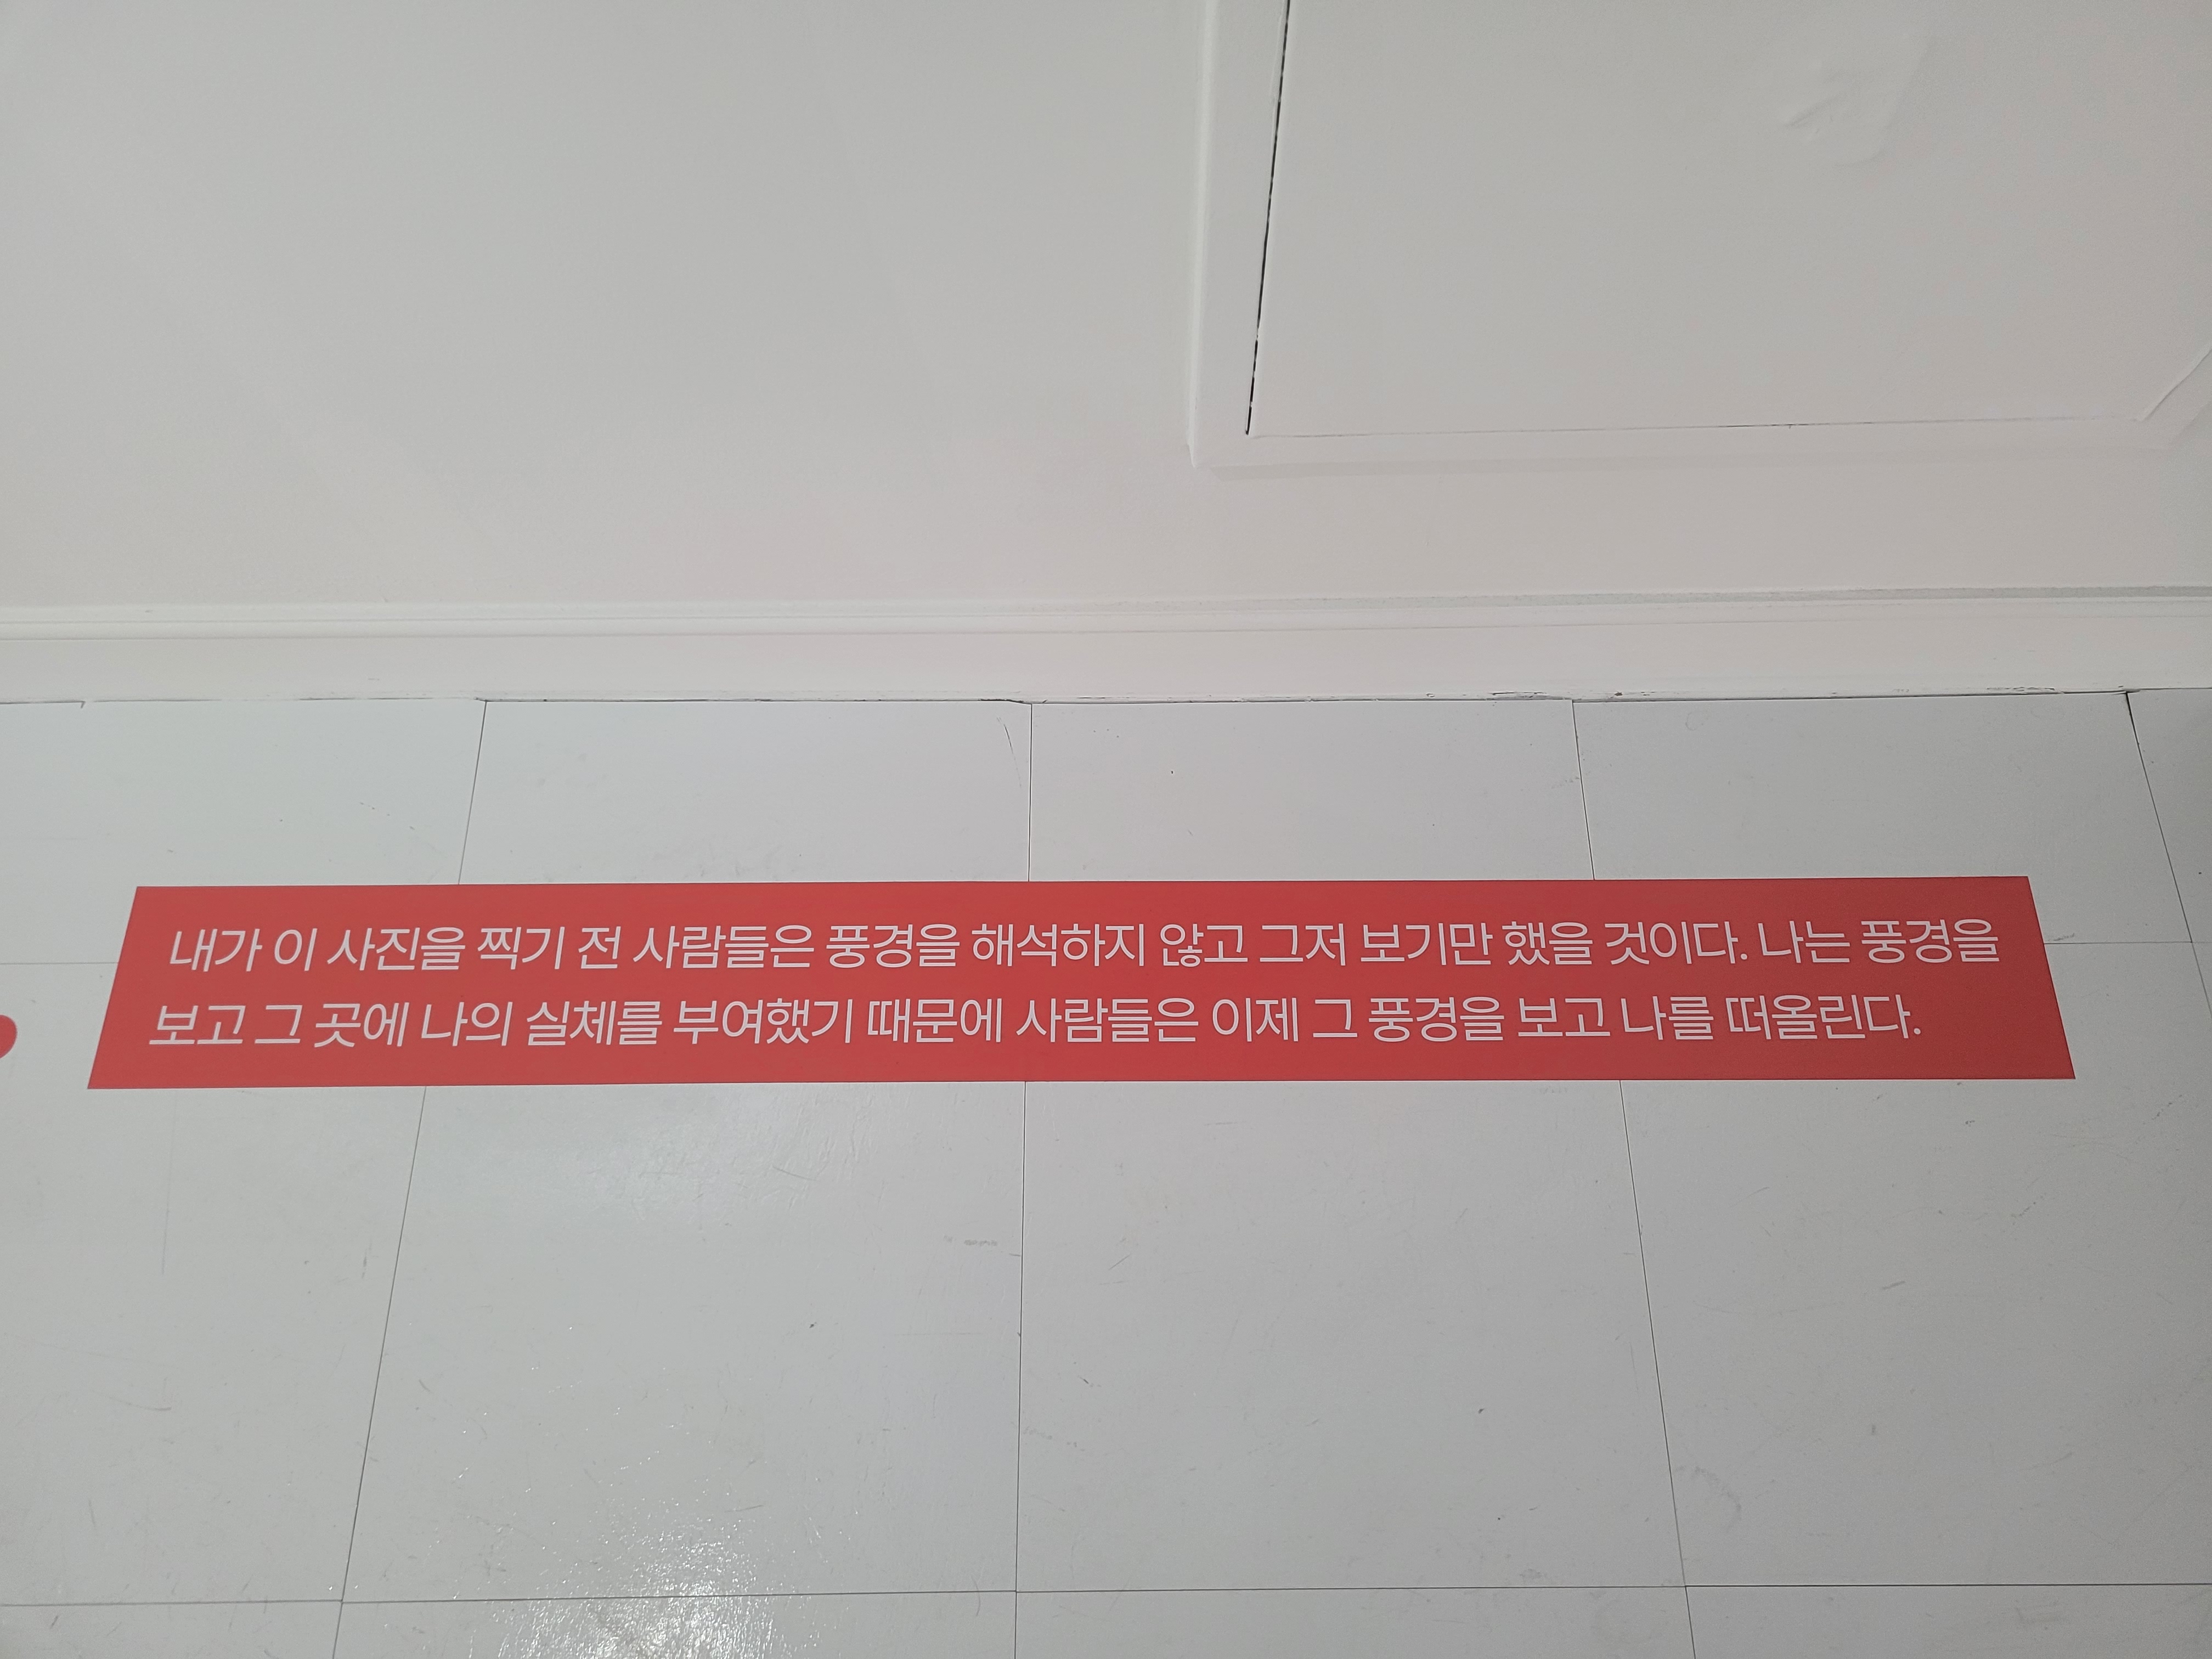 내가 이 사진을 찍기 전 사람들은 풍경을 해석하지 않고 그저 보기만 했을 것이다. 나는 풍경을
보고 그 곳에 나의 실체를 부여했기 때문에 사람들은 이제 그 풍경을 보고 나를 떠올린다.